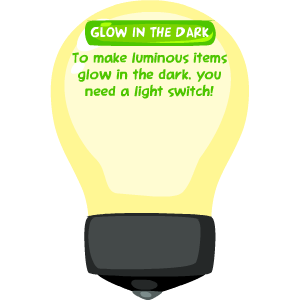 GLOW IN THE DARK
To make luminous items
glow in the dark. you
need a light switch!